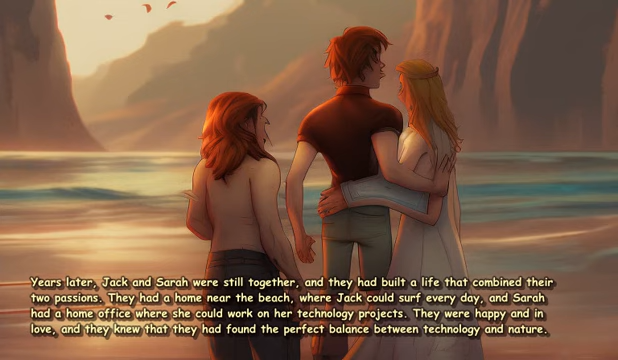 Years later, Jack and Sarah were still together, and they had built a life that combined their
two passions. They had a home near the beach, where Jack could surf every day, and Sarah
had a home office where she could work on her technology projects. They were happy and in
love, and they knew that they had found the perfect balance between technology and nature.